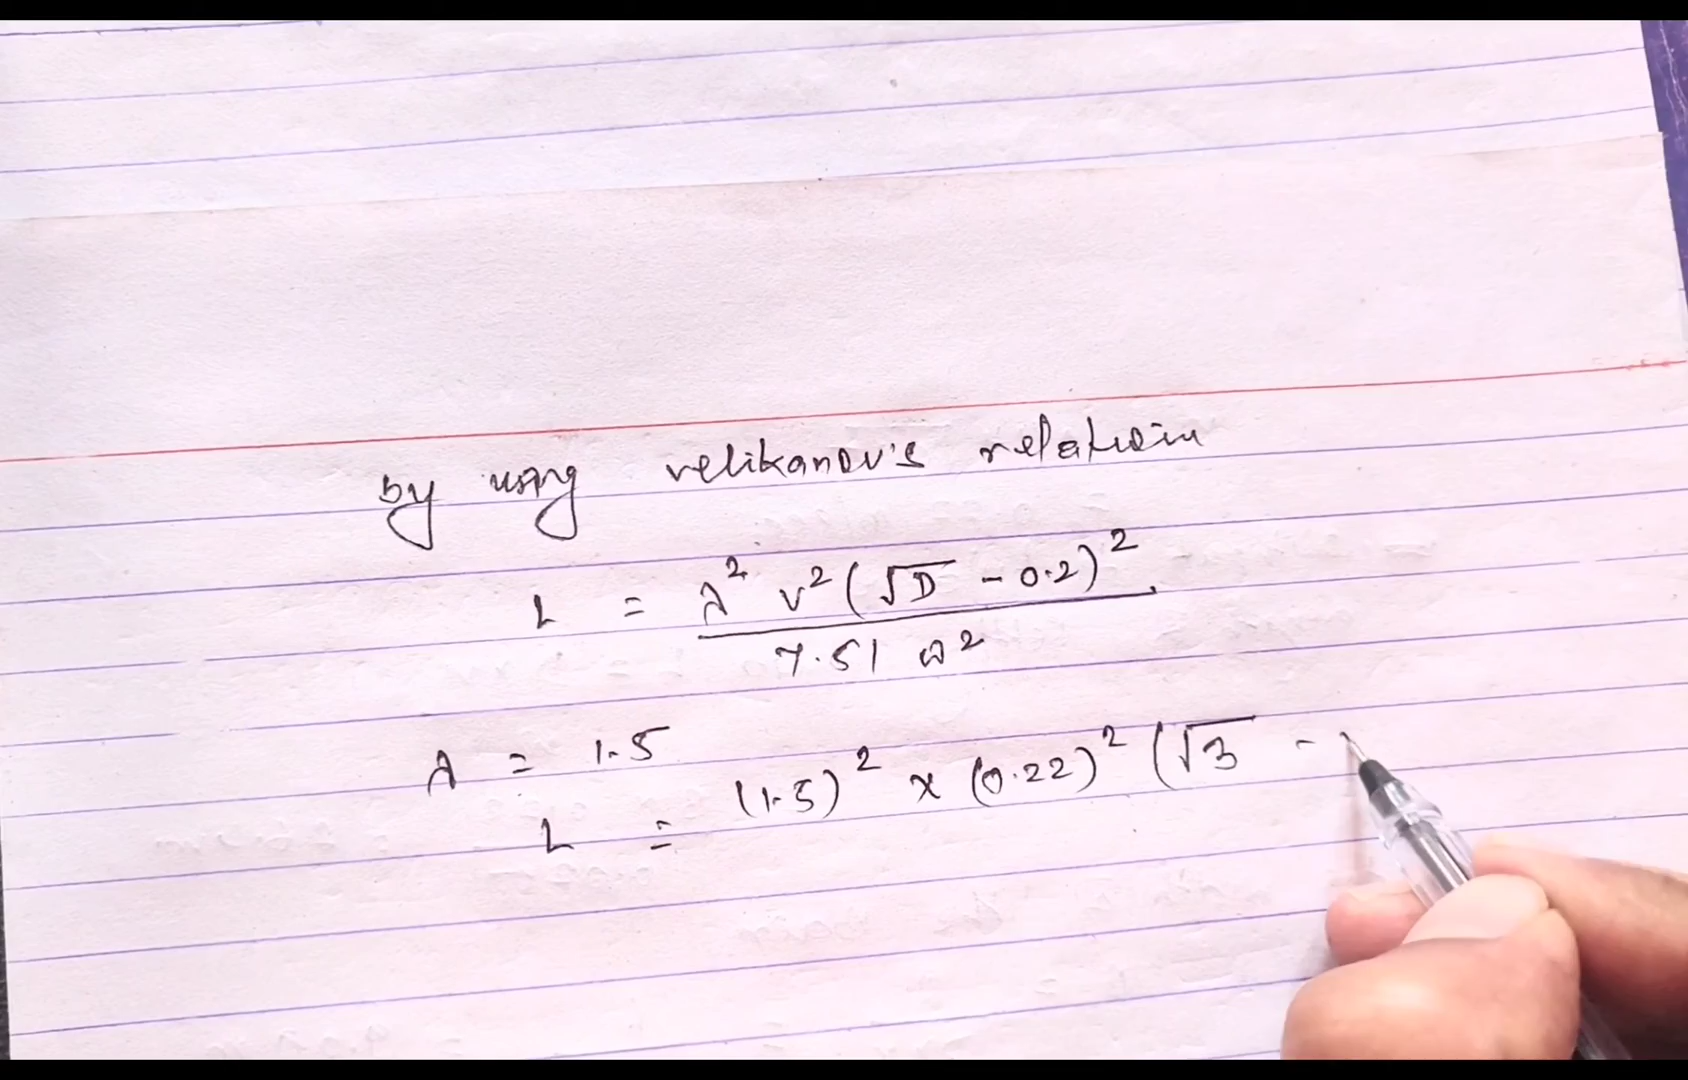 By using velikanov's relation
L = λ² v² (√D - 0.2)² / 7.51 ω²
λ = 1.5
L = (1.5)² x (0.22)² (√3 -